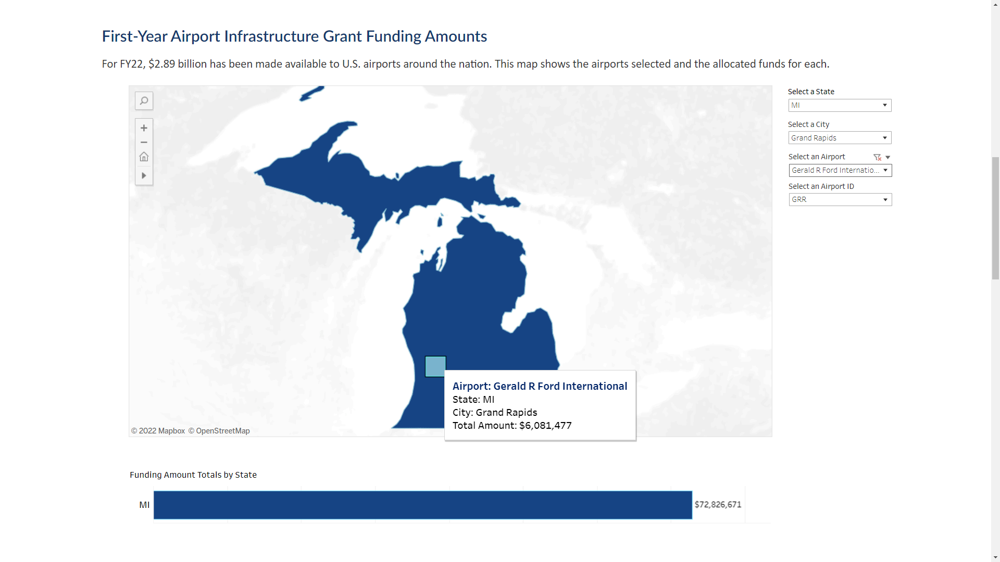 First-Year Airport Infrastructure Grant Funding Amounts
For FY22, $2.89 billion has been made available to U.S. airports around the nation. This map shows the airports selected and the allocated funds for each.
Select a State
MI
Select a City
Grand Rapids
Select an Airport
Gerald R Ford Internatio...
Select an Airport ID
GRR
Airport: Gerald R Ford International
State: MI
City: Grand Rapids
Total Amount: $6,081,477
© 2022 Mapbox © OpenStreetMap
Funding Amount Totals by State
MI
$72,826,671